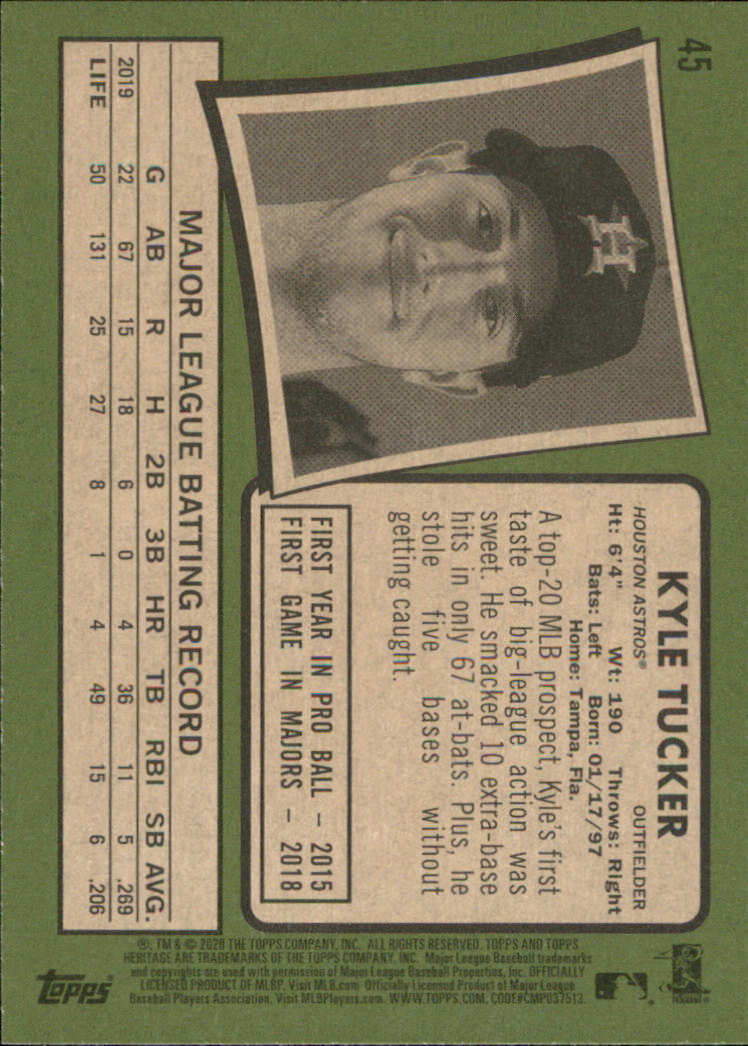 45
KYLE TUCKER
HOUSTON ASTROS® OUTFIELDER
Ht: 6'4" Wt: 190 Throws: Right
Bats: Left Born: 01/17/97
Home: Tampa, Fla.
A top-20 MLB prospect, Kyle's first
taste of big-league action was
sweet. He smacked 10 extra-base
hits in only 67 at-bats. Plus, he
stole five bases without
getting caught.
FIRST YEAR IN PRO BALL — 2015
FIRST GAME IN MAJORS — 2018
MAJOR LEAGUE BATTING RECORD
G AB R H 2B 3B HR TB RBI SB AVG.
2019 22 67 15 18 6 0 4 36 11 5 .269
LIFE 50 131 25 27 8 1 4 49 15 6 .206
®, TM & © 2020 THE TOPPS COMPANY, INC. ALL RIGHTS RESERVED. TOPPS AND TOPPS
HERITAGE ARE TRADEMARKS OF THE TOPPS COMPANY, INC. Major League Baseball trademarks
and copyrights are used with permission of Major League Baseball Properties, Inc. OFFICIALLY
LICENSED PRODUCT OF MLBP. Visit MLB.com Officially Licensed Product of Major League
Baseball Players Association. Visit MLBPlayers.com. WWW.TOPPS.COM. CODE#CMP037513.
topps®
H